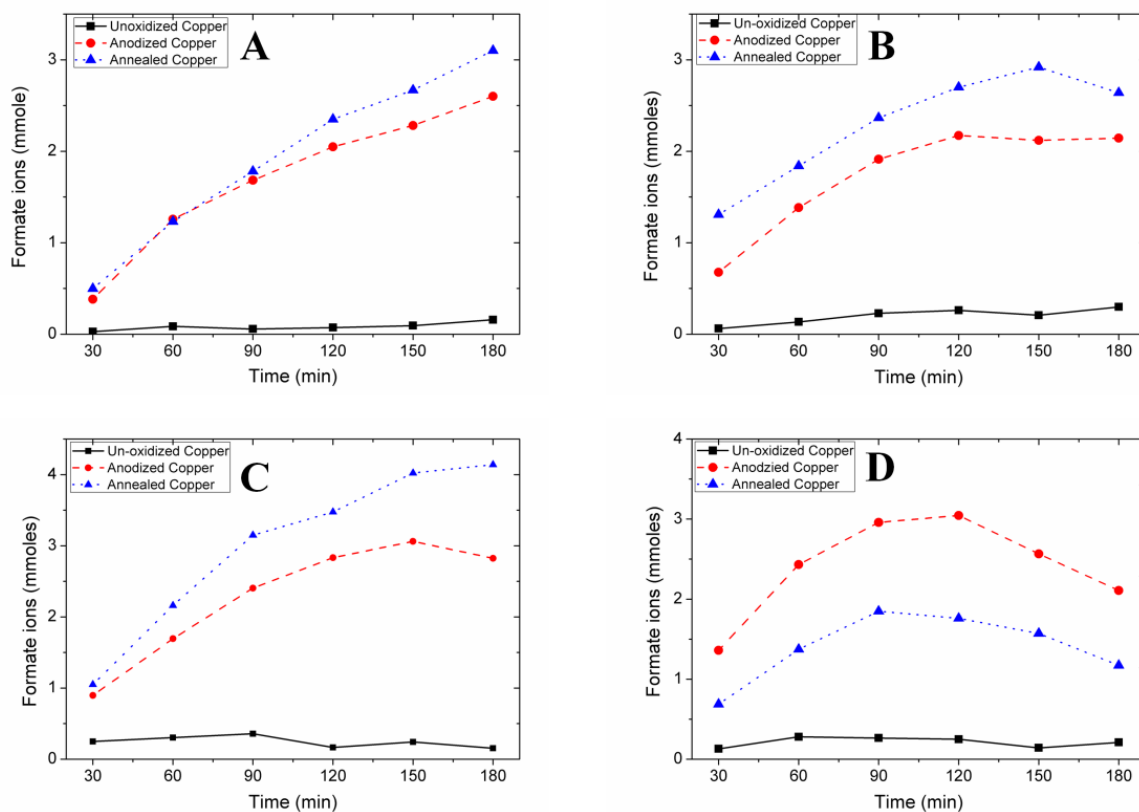 Unoxidized Copper
Anodized Copper
Annealed Copper
A
Formate ions (mmole)
3
2
1
0
30 60 90 120 150 180
Time (min)
Un-oxidized Copper
Anodized Copper
Annealed Copper
B
Formate ions (mmoles)
3
2
1
0
30 60 90 120 150 180
Time (min)
Un-oxidized Copper
Anodized Copper
Annealed Copper
C
Formate ions (mmoles)
4
3
2
1
0
30 60 90 120 150 180
Time (min)
Un-oxidized Copper
Anodzied Copper
Annealed Copper
D
Formate ions (mmoles)
4
3
2
1
0
30 60 90 120 150 180
Time (min)